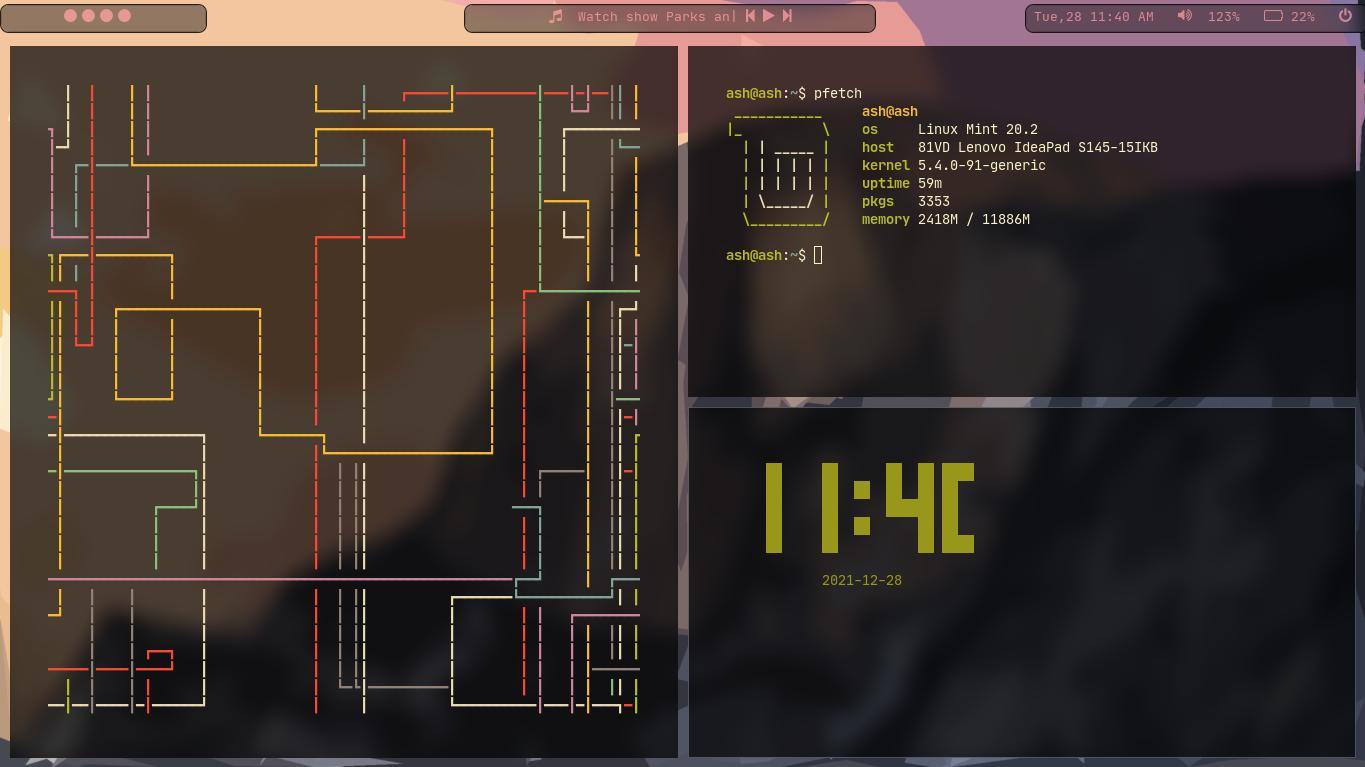 Watch show Parks an|
Tue,28 11:40 AM 123% 22%
ash@ash:~$ pfetch
ash@ash
os Linux Mint 20.2
host 81VD Lenovo IdeaPad S145-15IKB
kernel 5.4.0-91-generic
uptime 59m
pkgs 3353
memory 2418M / 11886M
ash@ash:~$
11:40
2021-12-28